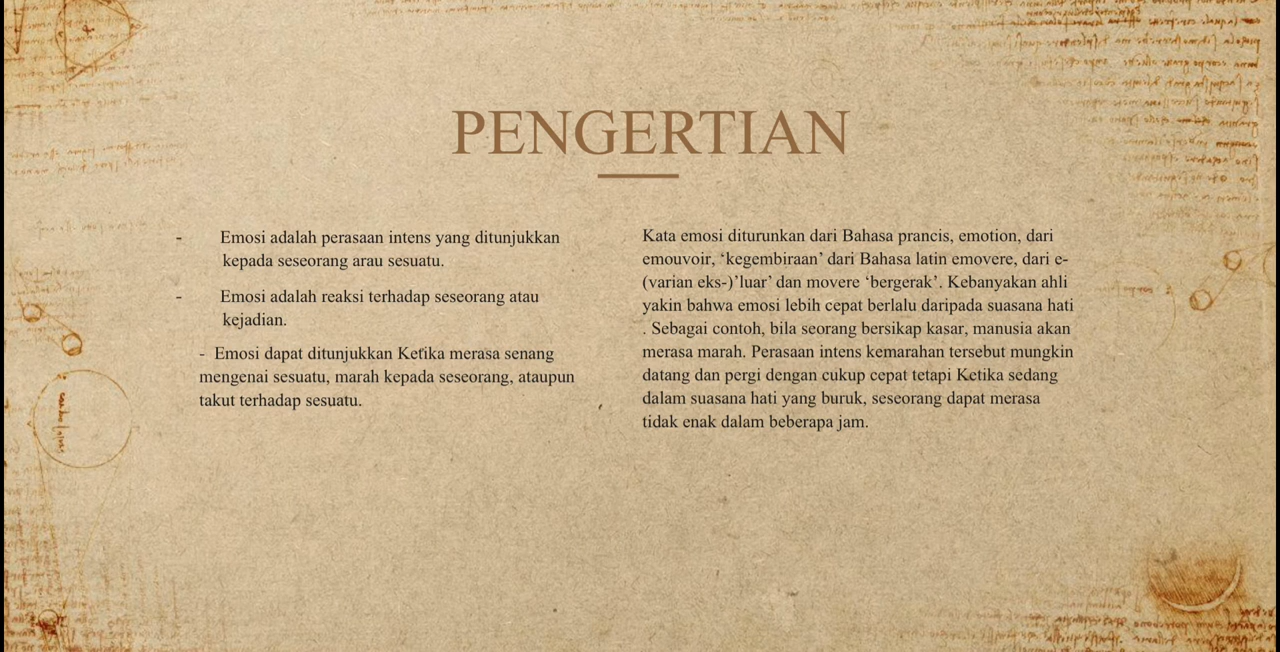 PENGERTIAN
- Emosi adalah perasaan intens yang ditunjukkan
kepada seseorang arau sesuatu.
- Emosi adalah reaksi terhadap seseorang atau
kejadian.
- Emosi dapat ditunjukkan Ketika merasa senang
mengenai sesuatu, marah kepada seseorang, ataupun
takut terhadap sesuatu.
Kata emosi diturunkan dari Bahasa prancis, emotion, dari
emouvoir, ‘kegembiraan’ dari Bahasa latin emovere, dari e-
(varian eks-)’luar’ dan movere ‘bergerak’. Kebanyakan ahli
yakin bahwa emosi lebih cepat berlalu daripada suasana hati
. Sebagai contoh, bila seorang bersikap kasar, manusia akan
merasa marah. Perasaan intens kemarahan tersebut mungkin
datang dan pergi dengan cukup cepat tetapi Ketika sedang
dalam suasana hati yang buruk, seseorang dapat merasa
tidak enak dalam beberapa jam.